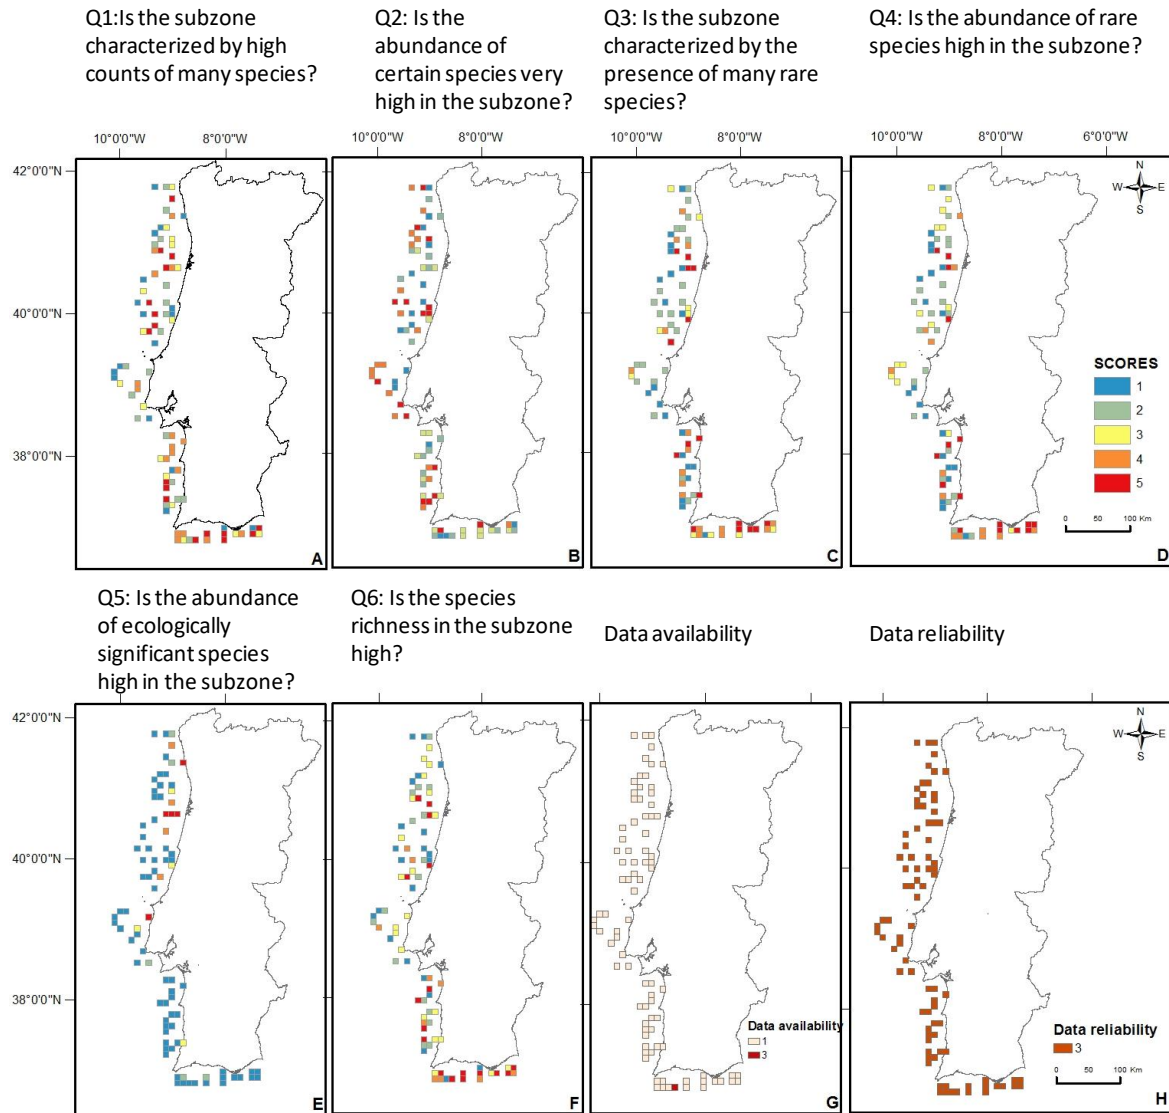 Q1:Is the subzone
characterized by high
counts of many species?
Q2: Is the
abundance of
certain species very
high in the subzone?
Q3: Is the subzone
characterized by the
presence of many rare
species?
Q4: Is the abundance of rare
species high in the subzone?
10°0'0"W
8°0'0"W
10°0'0"W
8°0'0"W
10°0'0"W
8°0'0"W
10°0'0"W
8°0'0"W
6°0'0"W
42°0'0"N
40°0'0"N
38°0'0"N
N
W
E
S
SCORES
1
2
3
4
5
0
50
100 Km
A
B
C
D
Q5: Is the abundance
of ecologically
significant species
high in the subzone?
Q6: Is the species
richness in the subzone
high?
Data availability
Data reliability
42°0'0"N
40°0'0"N
38°0'0"N
N
W
E
S
Data availability
1
3
Data reliability
3
0
50
100 Km
E
F
G
H